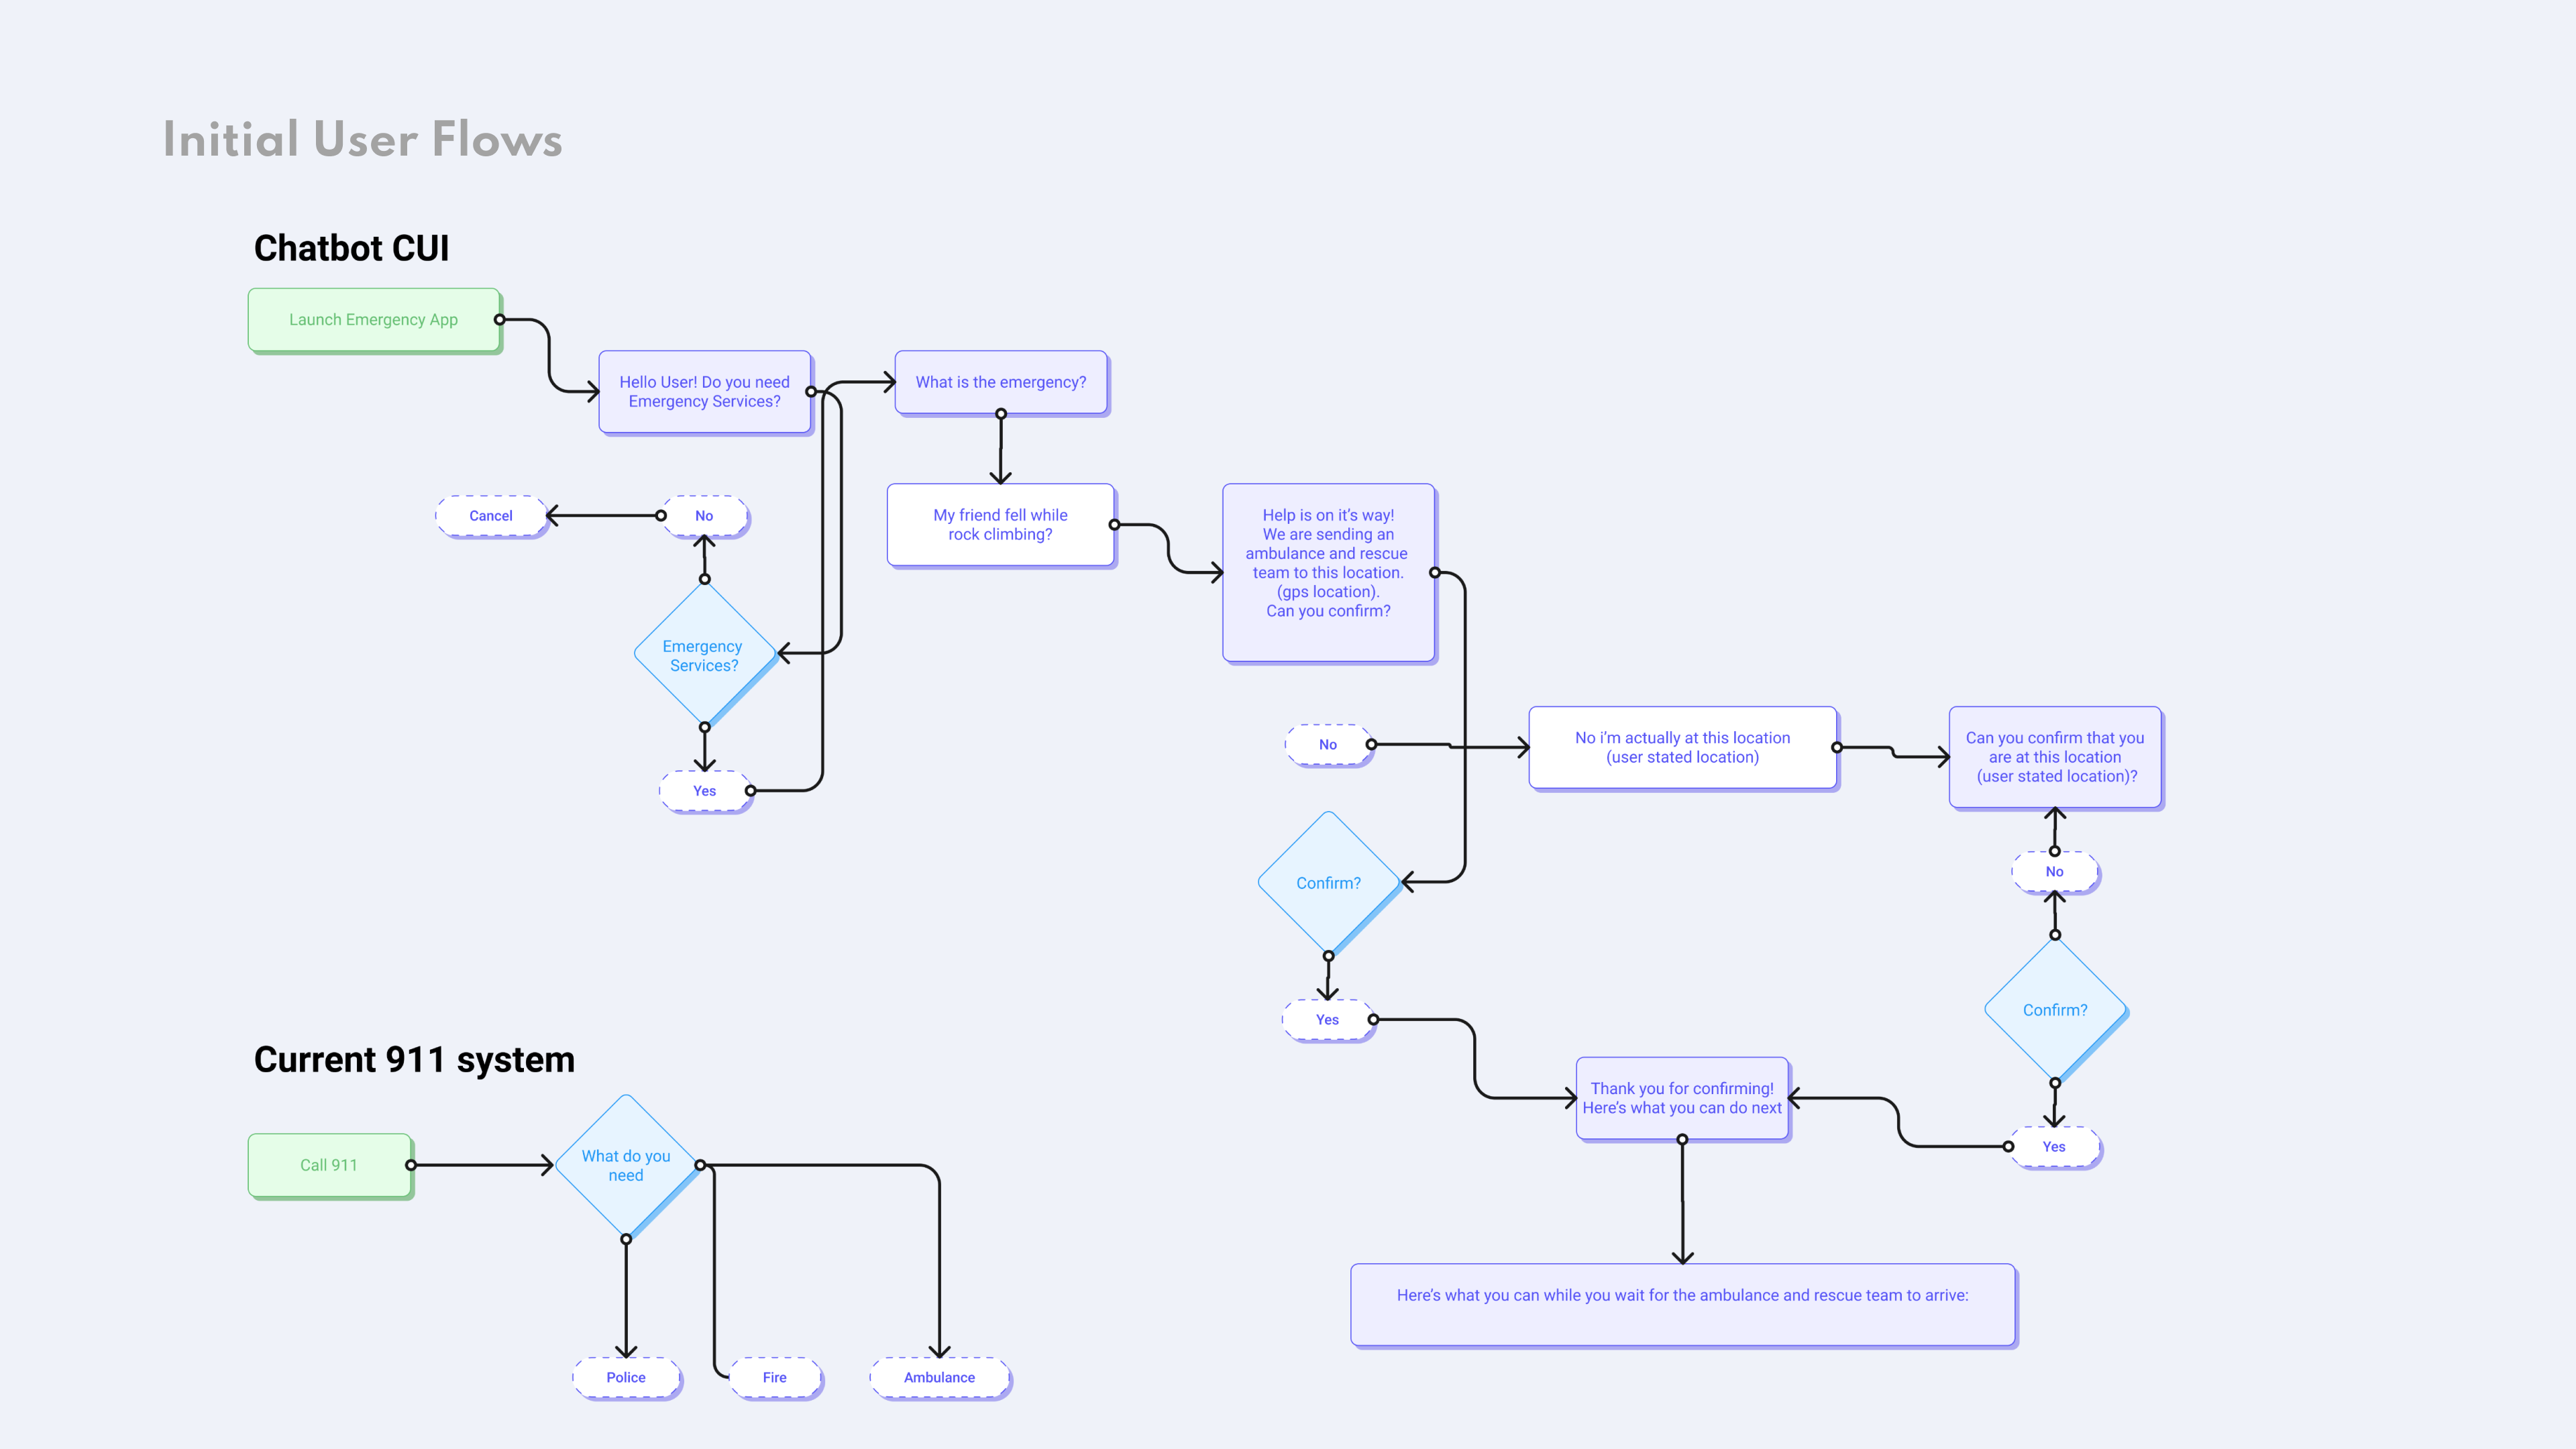 Initial User Flows
Chatbot CUI
Launch Emergency App
Hello User! Do you need
Emergency Services?
What is the emergency?
Cancel
No
My friend fell while
rock climbing?
Help is on it’s way!
We are sending an
ambulance and rescue
team to this location.
(gps location).
Can you confirm?
Emergency
Services?
Yes
No
No i’m actually at this location
(user stated location)
Can you confirm that you
are at this location
(user stated location)?
No
Confirm?
Confirm?
Yes
Thank you for confirming!
Here’s what you can do next
Yes
Here’s what you can while you wait for the ambulance and rescue team to arrive:
Current 911 system
Call 911
What do you
need
Police
Fire
Ambulance